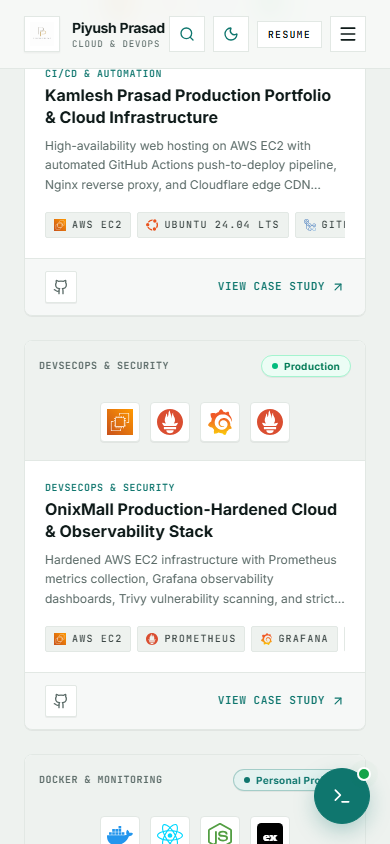 Piyush Prasad
CLOUD & DEVOPS
RESUME
CI/CD & AUTOMATION
Kamlesh Prasad Production Portfolio
& Cloud Infrastructure
High-availability web hosting on AWS EC2 with
automated GitHub Actions push-to-deploy pipeline,
Nginx reverse proxy, and Cloudflare edge CDN...
AWS EC2
UBUNTU 24.04 LTS
VIEW CASE STUDY
DEVSECOPS & SECURITY
Production
DEVSECOPS & SECURITY
OnixMall Production-Hardened Cloud
& Observability Stack
Hardened AWS EC2 infrastructure with Prometheus
metrics collection, Grafana observability
dashboards, Trivy vulnerability scanning, and strict...
AWS EC2
PROMETHEUS
GRAFANA
VIEW CASE STUDY
DOCKER & MONITORING
Personal
ex